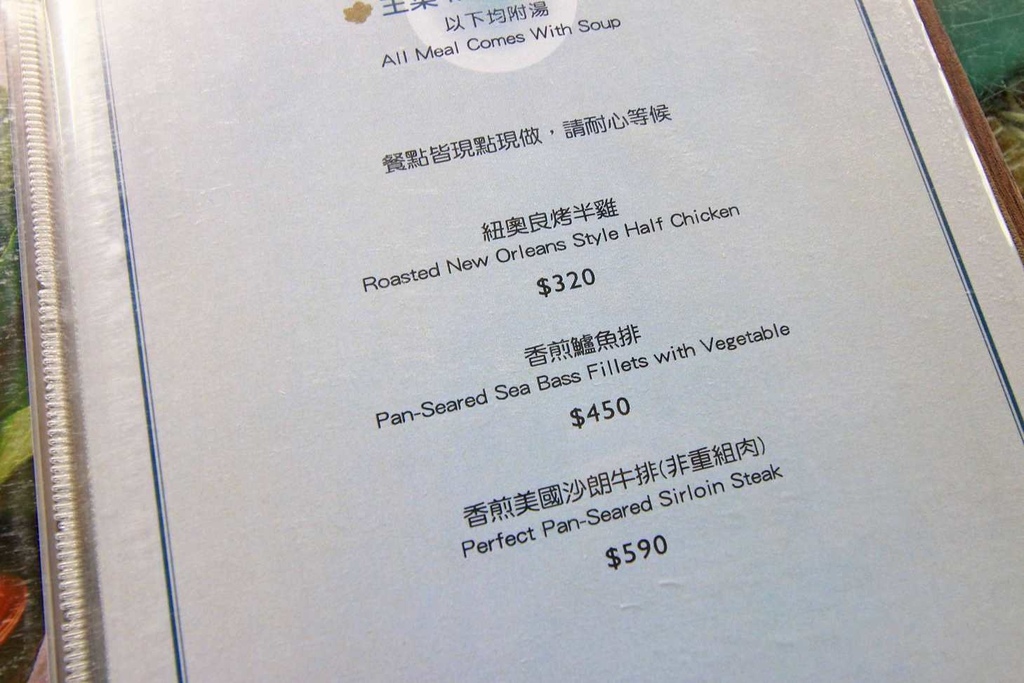 主菜
以下均附湯
All Meal Comes With Soup
餐點皆現點現做，請耐心等候
紐奧良烤半雞
Roasted New Orleans Style Half Chicken
$320
香煎鱸魚排
Pan-Seared Sea Bass Fillets with Vegetable
$450
香煎美國沙朗牛排(非重組肉)
Perfect Pan-Seared Sirloin Steak
$590